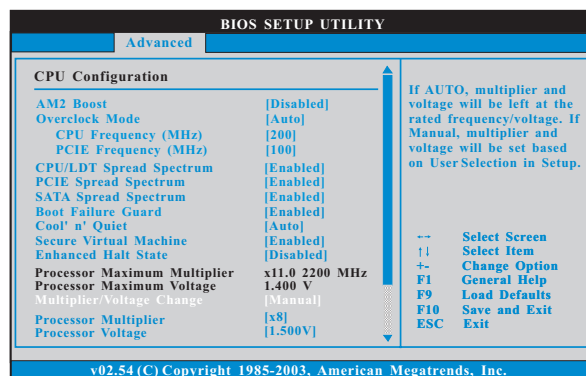 BIOS SETUP UTILITY
Advanced
CPU Configuration
AM2 Boost [Disabled]
Overclock Mode [Auto]
CPU Frequency (MHz) [200]
PCIE Frequency (MHz) [100]
CPU/LDT Spread Spectrum [Enabled]
PCIE Spread Spectrum [Enabled]
SATA Spread Spectrum [Enabled]
Boot Failure Guard [Enabled]
Cool' n' Quiet [Auto]
Secure Virtual Machine [Enabled]
Enhanced Halt State [Disabled]
Processor Maximum Multiplier x11.0 2200 MHz
Processor Maximum Voltage 1.400 V
Multiplier/Voltage Change [Manual]
Processor Multiplier [x8]
Processor Voltage [1.500V]
If AUTO, multiplier and
voltage will be left at the
rated frequency/voltage. If
Manual, multiplier and
voltage will be set based
on User Selection in Setup.
←→ Select Screen
↑↓ Select Item
+- Change Option
F1 General Help
F9 Load Defaults
F10 Save and Exit
ESC Exit
v02.54 (C) Copyright 1985-2003, American Megatrends, Inc.